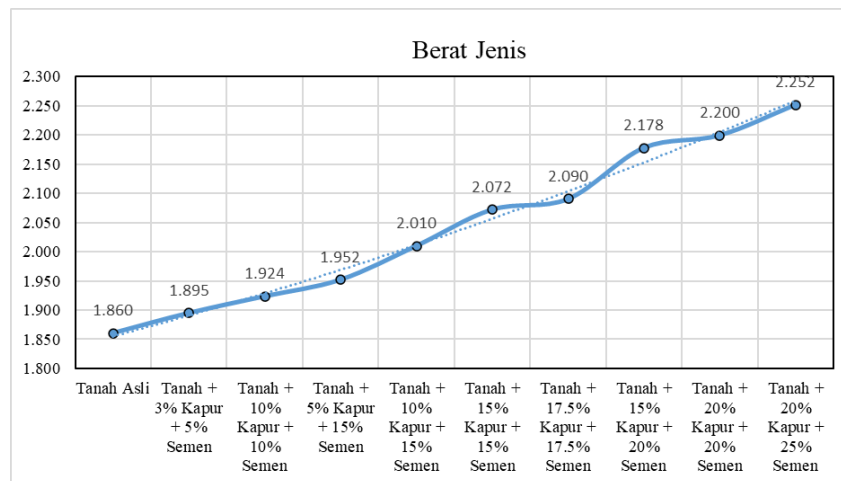 Berat Jenis
2.300
2.250
2.200
2.150
2.100
2.050
2.000
1.950
1.900
1.850
1.800
1.860
1.895
1.924
1.952
2.010
2.072
2.090
2.178
2.200
2.252
Tanah Asli
Tanah +
3% Kapur
+ 5%
Semen
Tanah +
10%
Kapur +
10%
Semen
Tanah +
5% Kapur
+ 15%
Semen
Tanah +
10%
Kapur +
15%
Semen
Tanah +
15%
Kapur +
15%
Semen
Tanah +
17.5%
Kapur +
17.5%
Semen
Tanah +
15%
Kapur +
20%
Semen
Tanah +
20%
Kapur +
20%
Semen
Tanah +
20%
Kapur +
25%
Semen